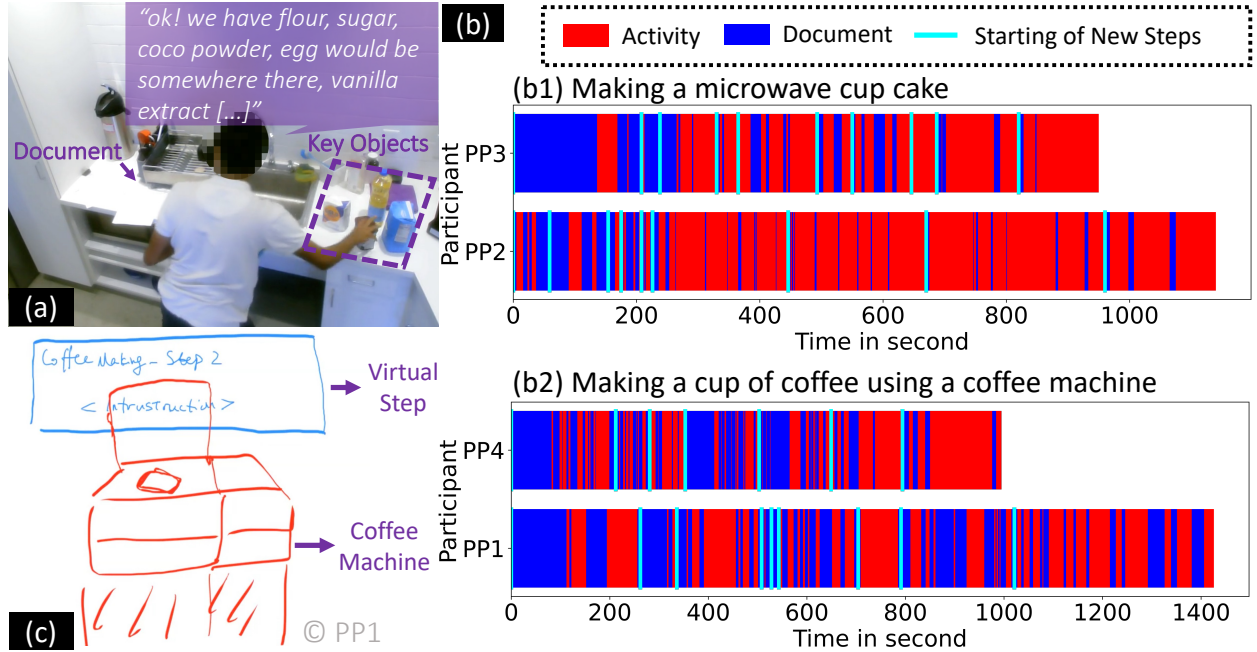 "ok! we have flour, sugar,
coco powder, egg would be
somewhere there, vanilla
extract [...]"
Document
Key Objects
(a)
Coffee Making - Step 2
< intrustruction >
Virtual
Step
Coffee
Machine
(c)
© PP1
(b)
Activity
Document
Starting of New Steps
(b1) Making a microwave cup cake
Participant
PP3
PP2
0 200 400 600 800 1000
Time in second
(b2) Making a cup of coffee using a coffee machine
Participant
PP4
PP1
0 200 400 600 800 1000 1200 1400
Time in second